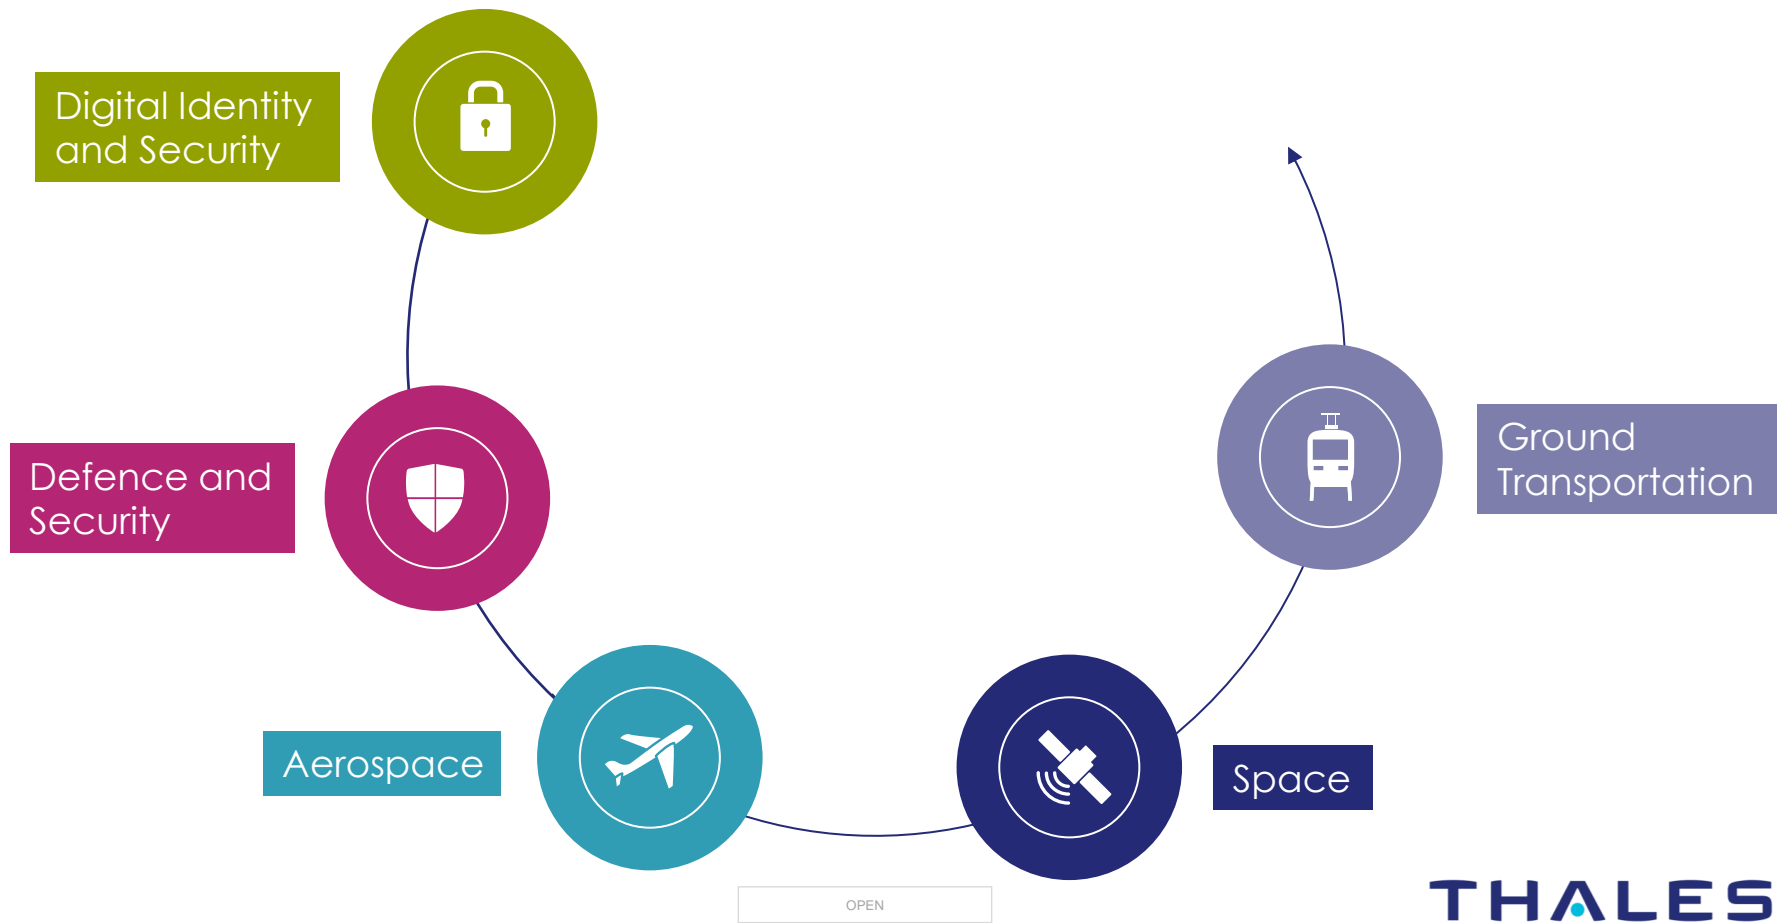 Digital Identity
and Security
Defence and
Security
Aerospace
Space
Ground
Transportation
OPEN
THALES